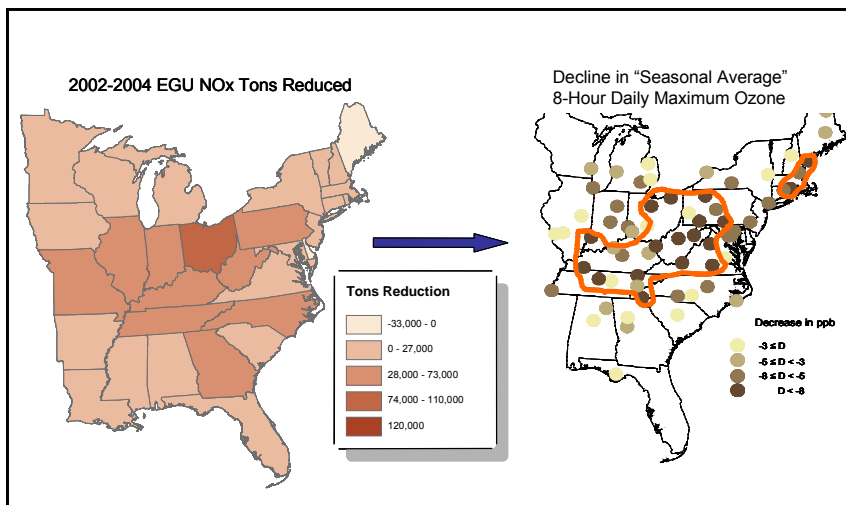 2002-2004 EGU NOx Tons Reduced
Decline in “Seasonal Average”
8-Hour Daily Maximum Ozone
Tons Reduction
-33,000 - 0
0 - 27,000
28,000 - 73,000
74,000 - 110,000
120,000
Decrease in ppb
-3 ≤ D
-5 ≤ D < -3
-8 ≤ D < -5
D < -8